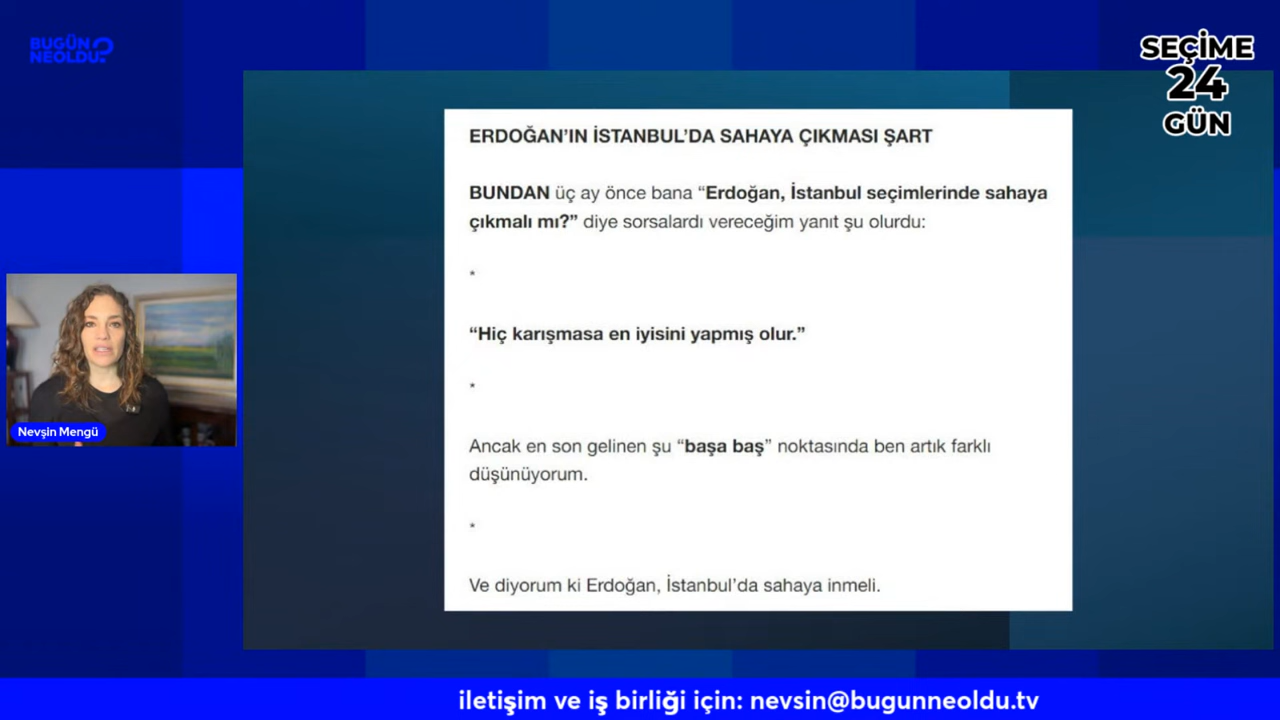 BUGÜN
NEOLDU?
SEÇİME
24
GÜN
ERDOĞAN'IN İSTANBUL'DA SAHAYA ÇIKMASI ŞART
BUNDAN üç ay önce bana “Erdoğan, İstanbul seçimlerinde sahaya
çıkmalı mı?” diye sorsalardı vereceğim yanıt şu olurdu:
*
“Hiç karışmasa en iyisini yapmış olur.”
*
Ancak en son gelinen şu “başa baş” noktasında ben artık farklı
düşünüyorum.
*
Ve diyorum ki Erdoğan, İstanbul'da sahaya inmeli.
Nevşin Mengü
iletişim ve iş birliği için: nevsin@bugunneoldu.tv